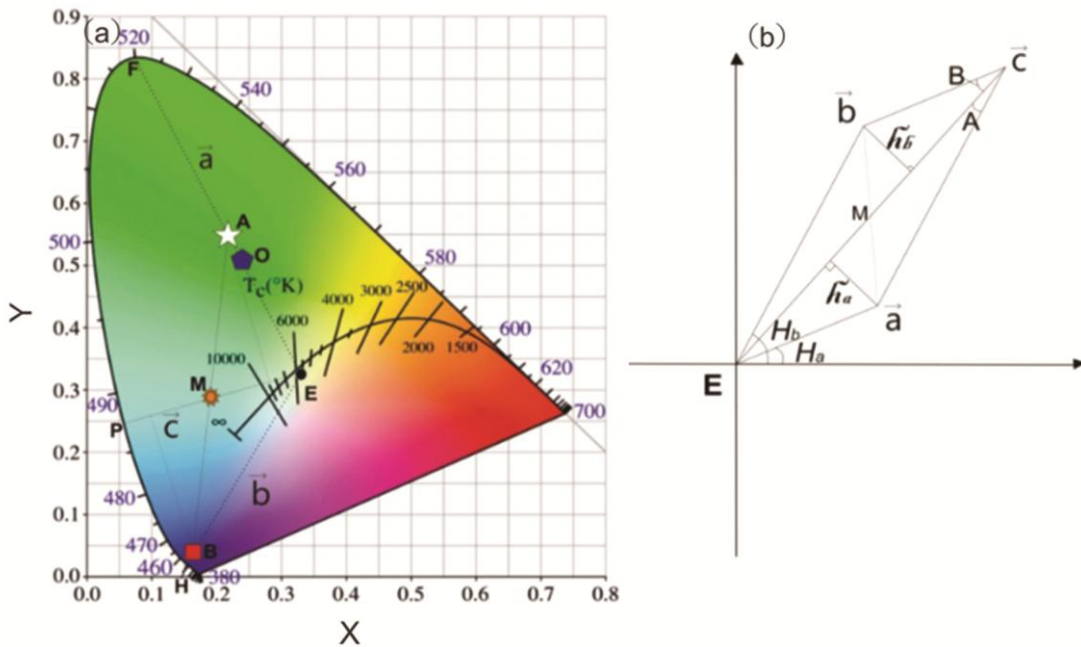 (a)
0.9
0.8
0.7
0.6
0.5
0.4
0.3
0.2
0.1
0.0
Y
0.0 0.1 0.2 0.3 0.4 0.5 0.6 0.7 0.8
X
520
F
540
a
560
A
500
O
580
Tc(°K)
2500
3000
4000
6000
10000
2000 1500
600
620
700
M
E
490
P
c
∞
b
480
470
460
B
H
380
(b)
c
B
b
A
hb
M
ha
a
Hb
Ha
E